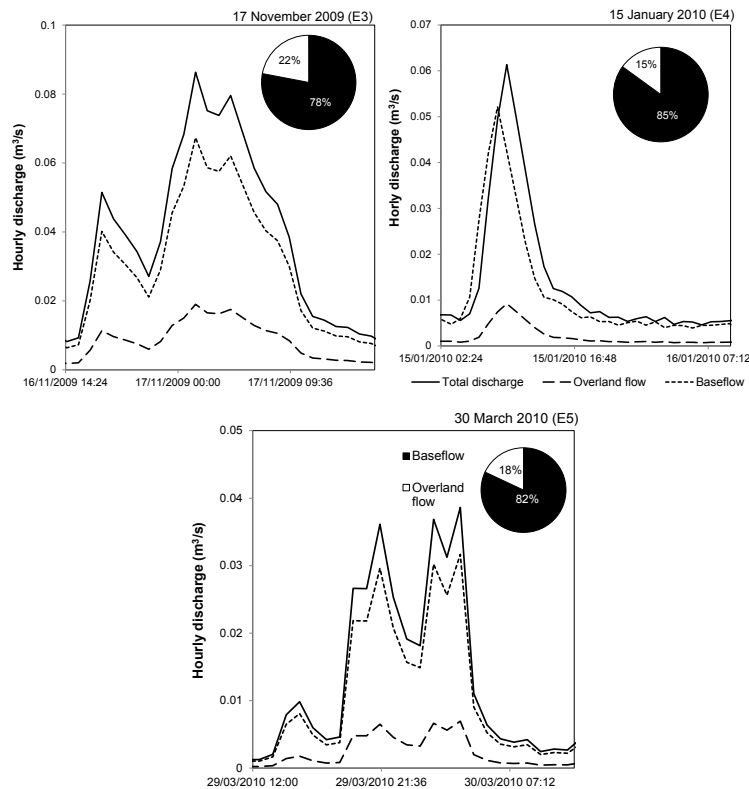 17 November 2009 (E3)
Hourly discharge (m³/s)
0.1
0.08
0.06
0.04
0.02
0
22%
78%
16/11/2009 14:24 17/11/2009 00:00 17/11/2009 09:36
15 January 2010 (E4)
Horly discharge (m³/s)
0.07
0.06
0.05
0.04
0.03
0.02
0.01
0
15%
85%
15/01/2010 02:24 15/01/2010 16:48 16/01/2010 07:12
Total discharge Overland flow Baseflow
30 March 2010 (E5)
Hourly discharge (m³/s)
0.05
0.04
0.03
0.02
0.01
0
Baseflow
Overland
flow
18%
82%
29/03/2010 12:00 29/03/2010 21:36 30/03/2010 07:12